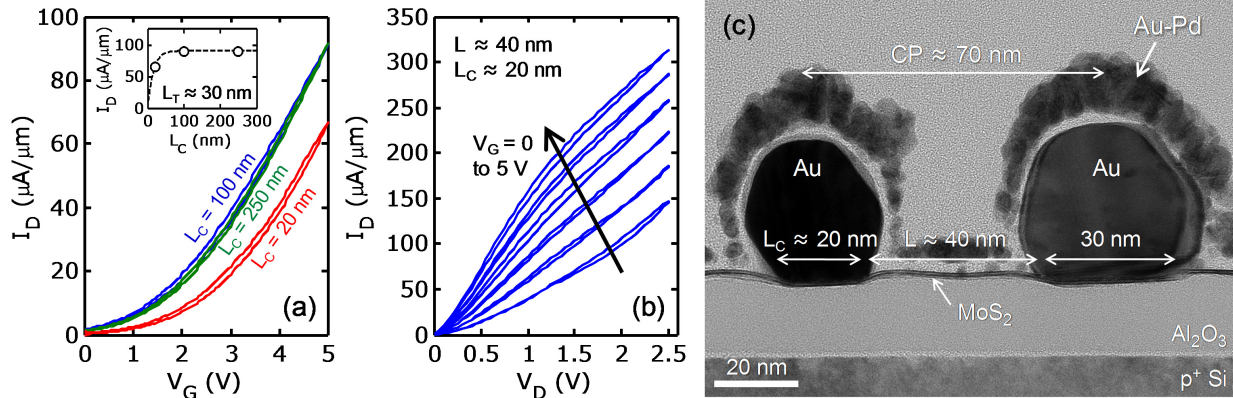 100
80
60
40
20
0
0
1
2
3
4
5
I_D (μA/μm)
V_G (V)
100
50
0
0
100
200
300
I_D (μA/μm)
L_C (nm)
L_T ≈ 30 nm
L_C = 100 nm
L_C = 250 nm
L_C = 20 nm
(a)
350
300
250
200
150
100
50
0
0
0.5
1
1.5
2
2.5
I_D (μA/μm)
V_D (V)
L ≈ 40 nm
L_C ≈ 20 nm
V_G = 0
to 5 V
(b)
(c)
Au-Pd
CP ≈ 70 nm
Au
Au
L_C ≈ 20 nm
L ≈ 40 nm
30 nm
MoS₂
Al₂O₃
20 nm
p⁺ Si